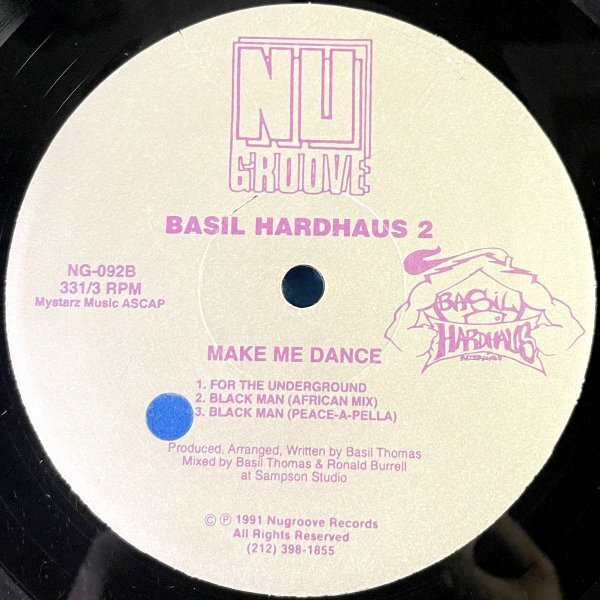 NU
GROOVE
BASIL HARDHAUS 2
NG-092B
331/3 RPM
Mystarz Music ASCAP
BASIL
HARDHAUS
MAKE ME DANCE
1. FOR THE UNDERGROUND
2. BLACK MAN (AFRICAN MIX)
3. BLACK MAN (PEACE-A-PELLA)
Produced, Arranged, Written by Basil Thomas
Mixed by Basil Thomas & Ronald Burrell
at Sampson Studio
© ℗ 1991 Nugroove Records
All Rights Reserved
(212) 398-1855